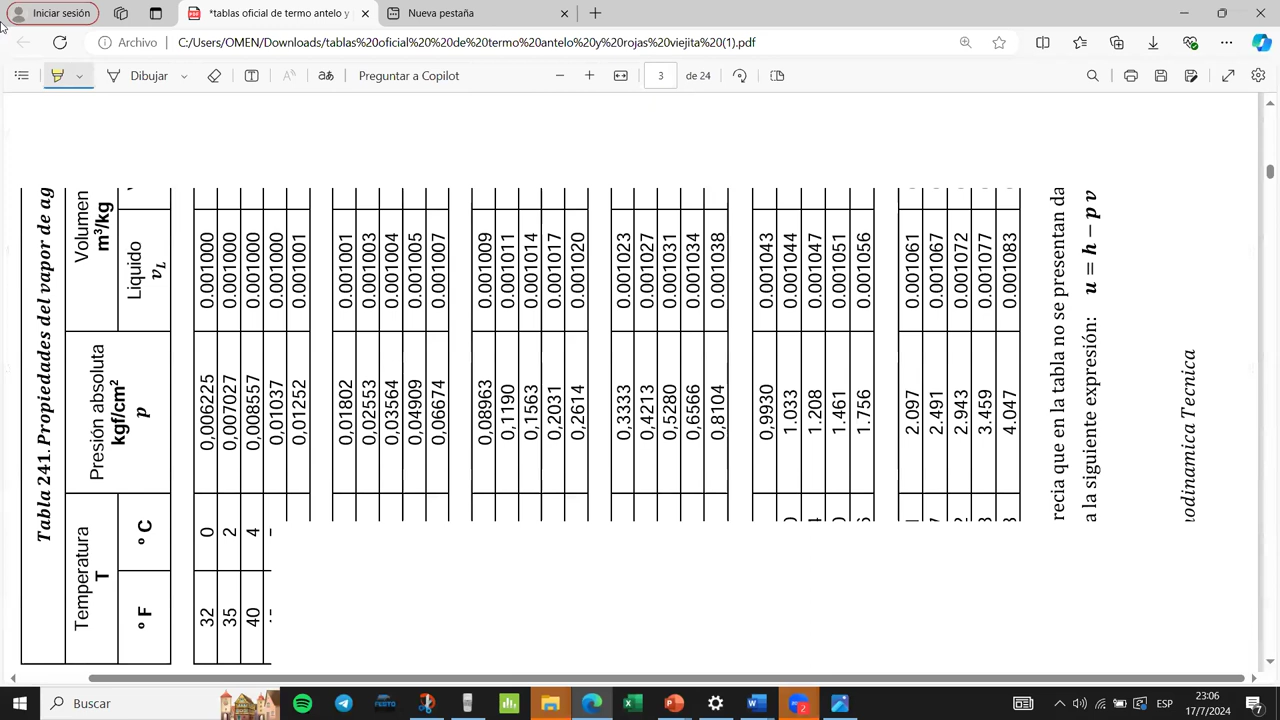 Iniciar sesión
*tablas oficial de termo antelo y
Nueva pestaña
Archivo
C:/Users/OMEN/Downloads/tablas%20oficial%20%20de%20termo%20antelo%20y%20rojas%20viejita%20(1).pdf
Dibujar
Preguntar a Copilot
3 de 24
Tabla 241. Propiedades del vapor de ag
Temperatura
T
Presión absoluta
kgf/cm²
p
Volumen
m³/kg
º F
º C
Liquido
v_L
32 0 0,006225 0.001000
35 2 0,007027 0.001000
40 4 0,008557 0.001000
0,01037 0.001000
0,01252 0.001001
0,01802 0.001001
0,02553 0.001003
0,03564 0.001004
0,04909 0.001005
0,06674 0.001007
0,08963 0.001009
0,1190 0.001011
0,1563 0.001014
0,2031 0.001017
0,2614 0.001020
0,3333 0.001023
0,4213 0.001027
0,5280 0.001031
0,6566 0.001034
0,8104 0.001038
0,9930 0.001043
1.033 0.001044
1.208 0.001047
1.461 0.001051
1.756 0.001056
2.097 0.001061
2.491 0.001067
2.943 0.001072
3.459 0.001077
4.047 0.001083
recia que en la tabla no se presentan da
a la siguiente expresión: u = h − p v
nodinamica Tecnica
Buscar
ESP
23:06
17/7/2024